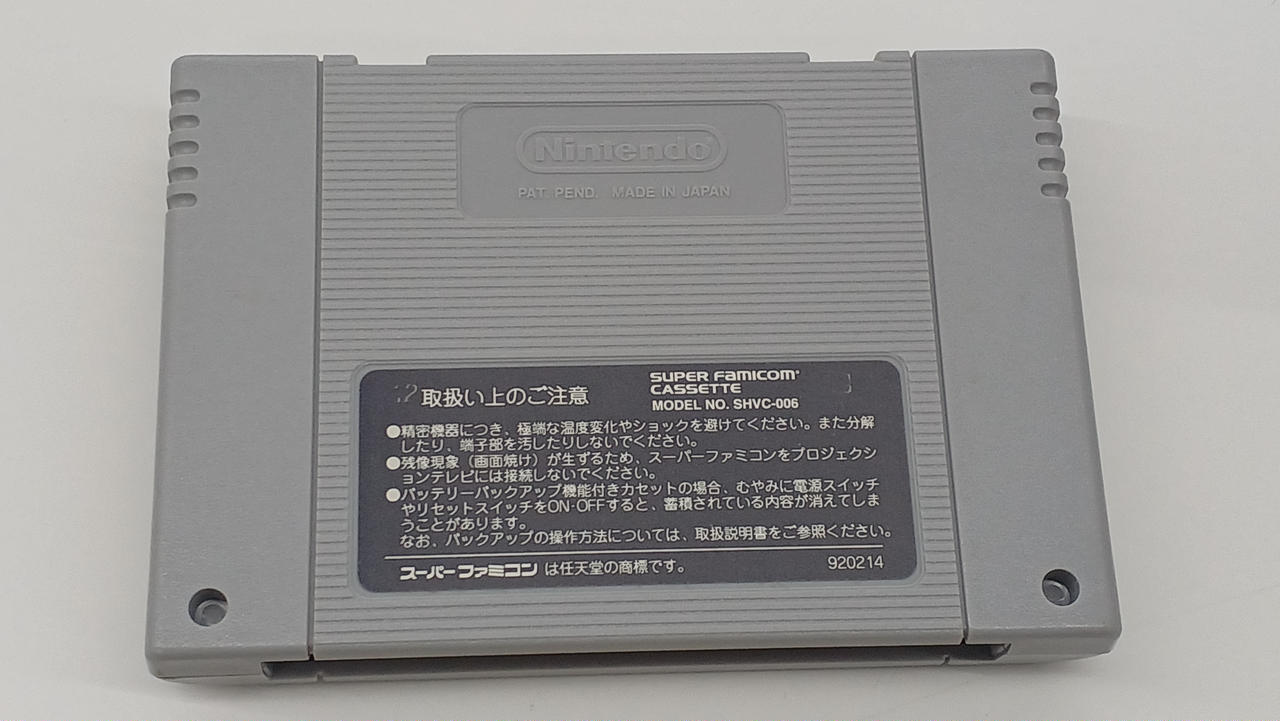 Nintendo
PAT. PEND. MADE IN JAPAN
取扱い上のご注意
SUPER FAMICOM
CASSETTE
MODEL NO. SHVC-006
●精密機器につき、極端な温度変化やショックを避けてください。また分解
したり、端子部を汚したりしないでください。
●残像現象（画面焼け）が生ずるため、スーパーファミコンをプロジェクシ
ョンテレビには接続しないでください。
●バッテリーバックアップ機能付きカセットの場合、むやみに電源スイッチ
やリセットスイッチをON-OFFすると、蓄積されている内容が消えてしま
うことがあります。
なお、バックアップの操作方法については、取扱説明書をご参照ください。
スーパーファミコン は任天堂の商標です。
920214